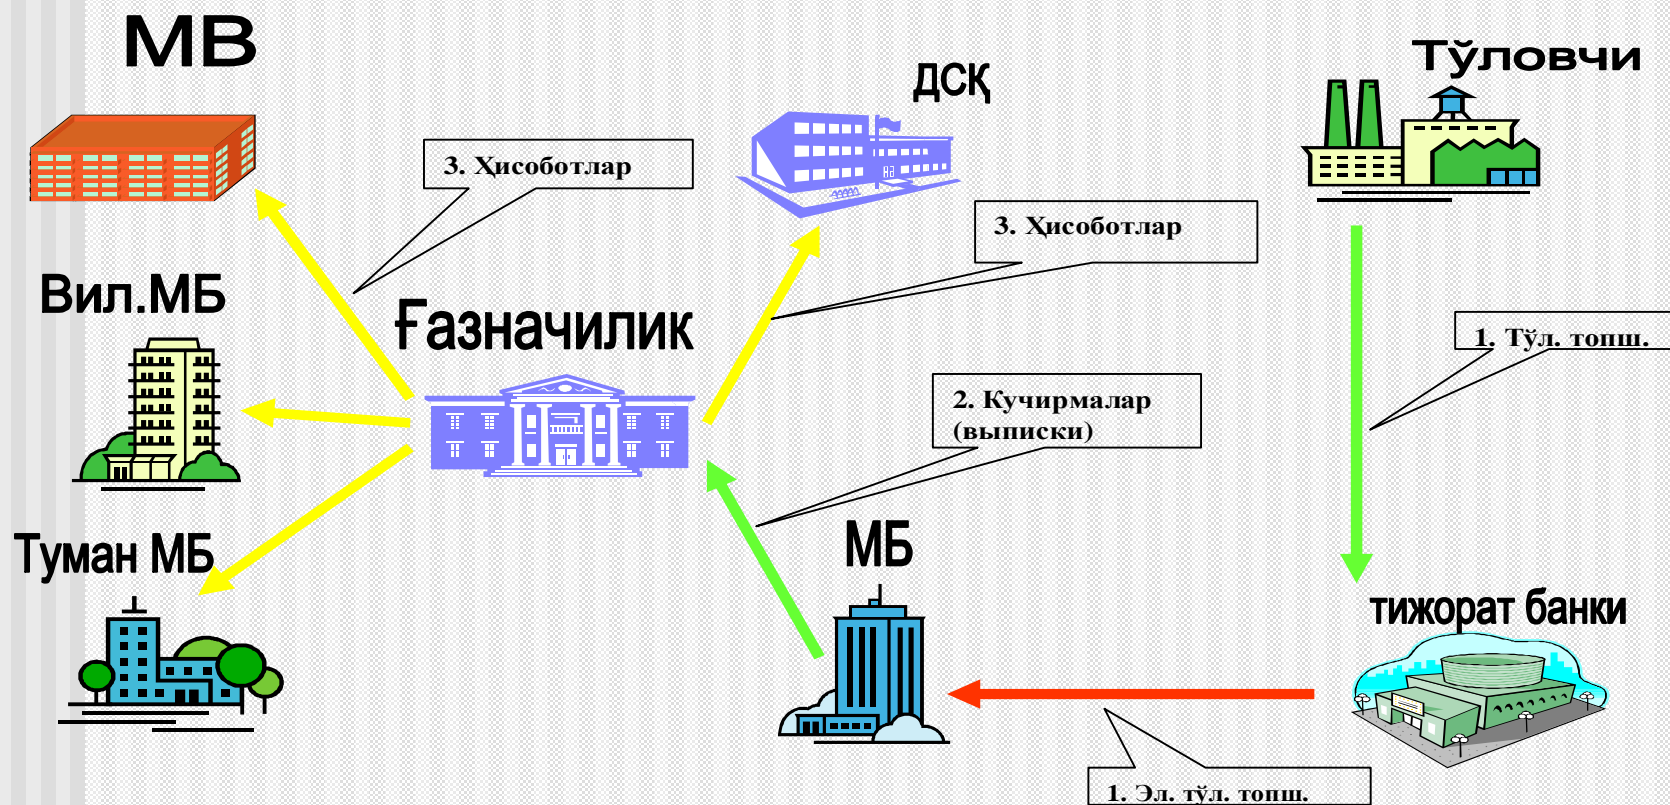 МВ
Тўловчи
ДСҚ
3. Ҳисоботлар
3. Ҳисоботлар
Вил.МБ
Ғазначилик
1. Тўл. топш.
2. Кучирмалар
(выписки)
МБ
Туман МБ
тижорат банки
1. Эл. тўл. топш.